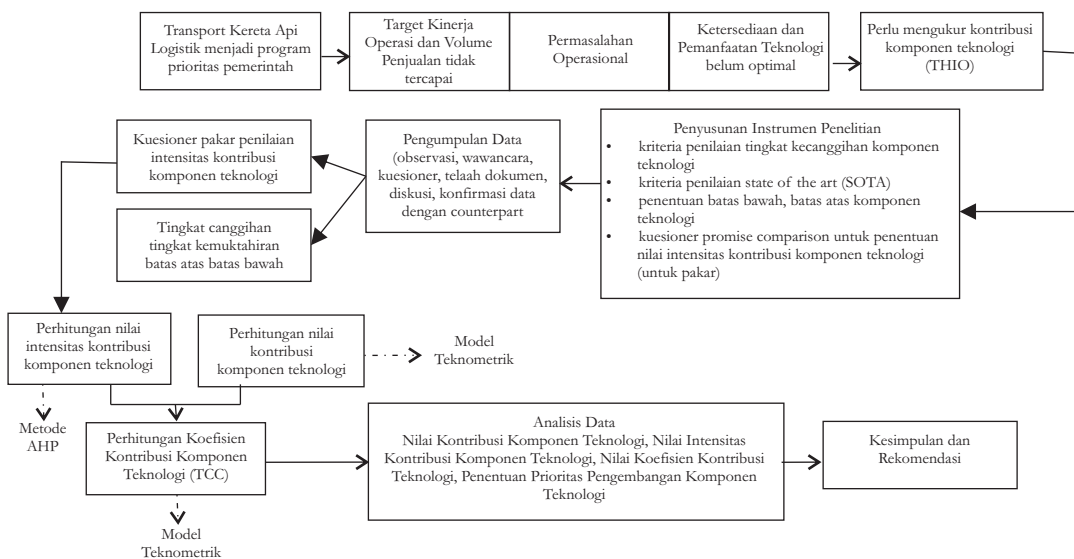 Transport Kereta Api
Logistik menjadi program
prioritas pemerintah
Target Kinerja
Operasi dan Volume
Penjualan tidak
tercapai
Permasalahan
Operasional
Ketersediaan dan
Pemanfaatan Teknologi
belum optimal
Perlu mengukur kontribusi
komponen teknologi
(THIO)
Kuesioner pakar penilaian
intensitas kontribusi
komponen teknologi
Pengumpulan Data
(observasi, wawancara,
kuesioner, telaah dokumen,
diskusi, konfirmasi data
dengan counterpart
Penyusunan Instrumen Penelitian
• kriteria penilaian tingkat kecanggihan komponen
teknologi
• kriteria penilaian state of the art (SOTA)
• penentuan batas bawah, batas atas komponen
teknologi
• kuesioner promise comparison untuk penentuan
nilai intensitas kontribusi komponen teknologi
(untuk pakar)
Tingkat canggihan
tingkat kemuktahiran
batas atas batas bawah
Perhitungan nilai
intensitas kontribusi
komponen teknologi
Perhitungan nilai
kontribusi
komponen teknologi
Model
Teknometrik
Metode
AHP
Perhitungan Koefisien
Kontribusi Komponen
Teknologi (TCC)
Analisis Data
Nilai Kontribusi Komponen Teknologi, Nilai Intensitas
Kontribusi Komponen Teknologi, Nilai Koefisien Kontribusi
Teknologi, Penentuan Prioritas Pengembangan Komponen
Teknologi
Kesimpulan dan
Rekomendasi
Model
Teknometrik